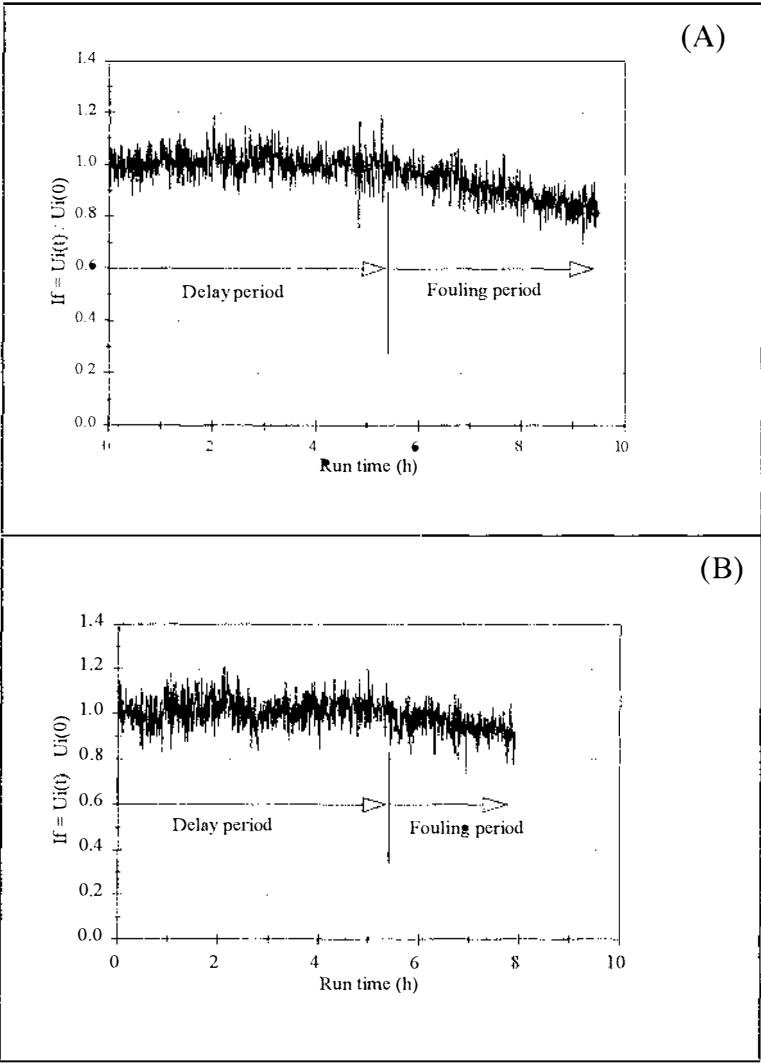 (A)
1.4
1.2
1.0
0.8
0.6
0.4
0.2
0.0
If = Ui(t) : Ui(0)
Delay period
Fouling period
0 2 4 6 8 10
Run time (h)
(B)
1.4
1.2
1.0
0.8
0.6
0.4
0.2
0.0
If = Ui(t) Ui(0)
Delay period
Fouling period
0 2 4 6 8 10
Run time (h)